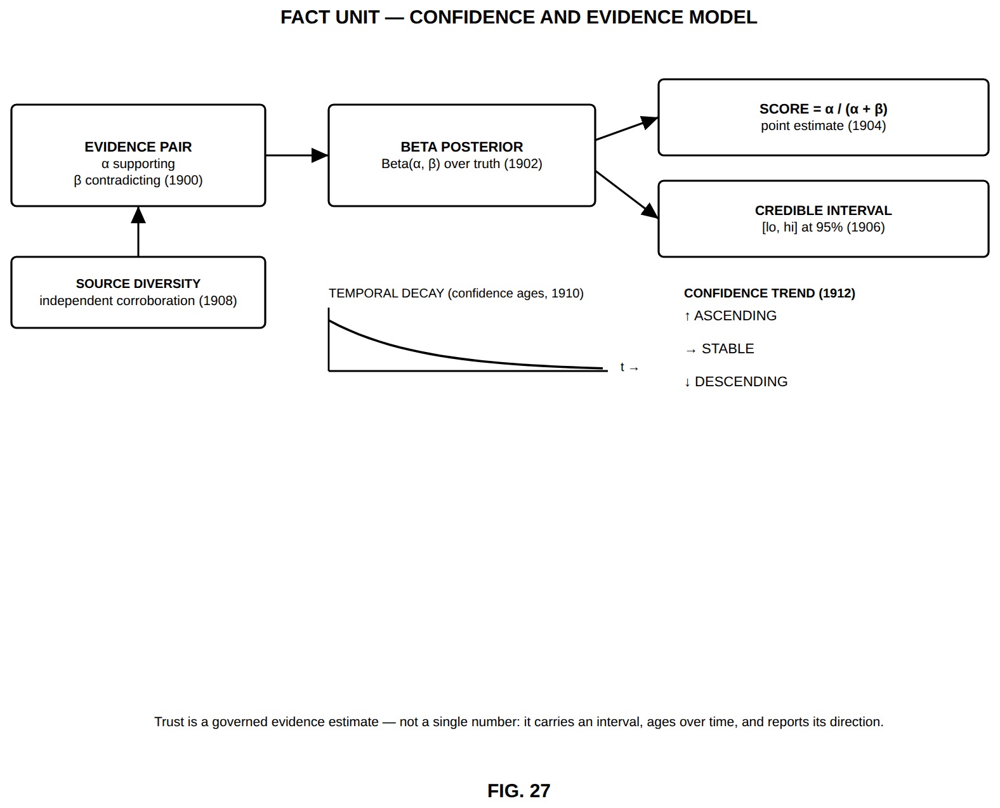 FACT UNIT — CONFIDENCE AND EVIDENCE MODEL
EVIDENCE PAIR
α supporting
β contradicting (1900)
BETA POSTERIOR
Beta(α, β) over truth (1902)
SCORE = α / (α + β)
point estimate (1904)
CREDIBLE INTERVAL
[lo, hi] at 95% (1906)
SOURCE DIVERSITY
independent corroboration (1908)
TEMPORAL DECAY (confidence ages, 1910)
t →
CONFIDENCE TREND (1912)
↑ ASCENDING
→ STABLE
↓ DESCENDING
Trust is a governed evidence estimate — not a single number: it carries an interval, ages over time, and reports its direction.
FIG. 27